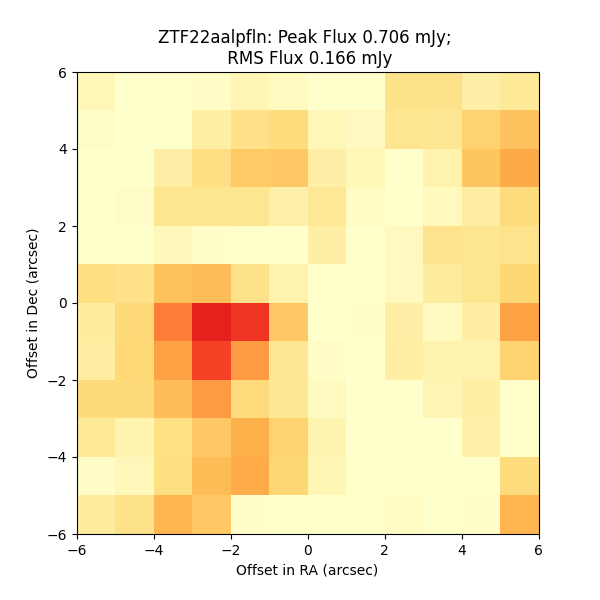 ZTF22aalpfln: Peak Flux 0.706 mJy;
RMS Flux 0.166 mJy
6
4
2
0
−2
−4
−6
Offset in Dec (arcsec)
−6 −4 −2 0 2 4 6
Offset in RA (arcsec)